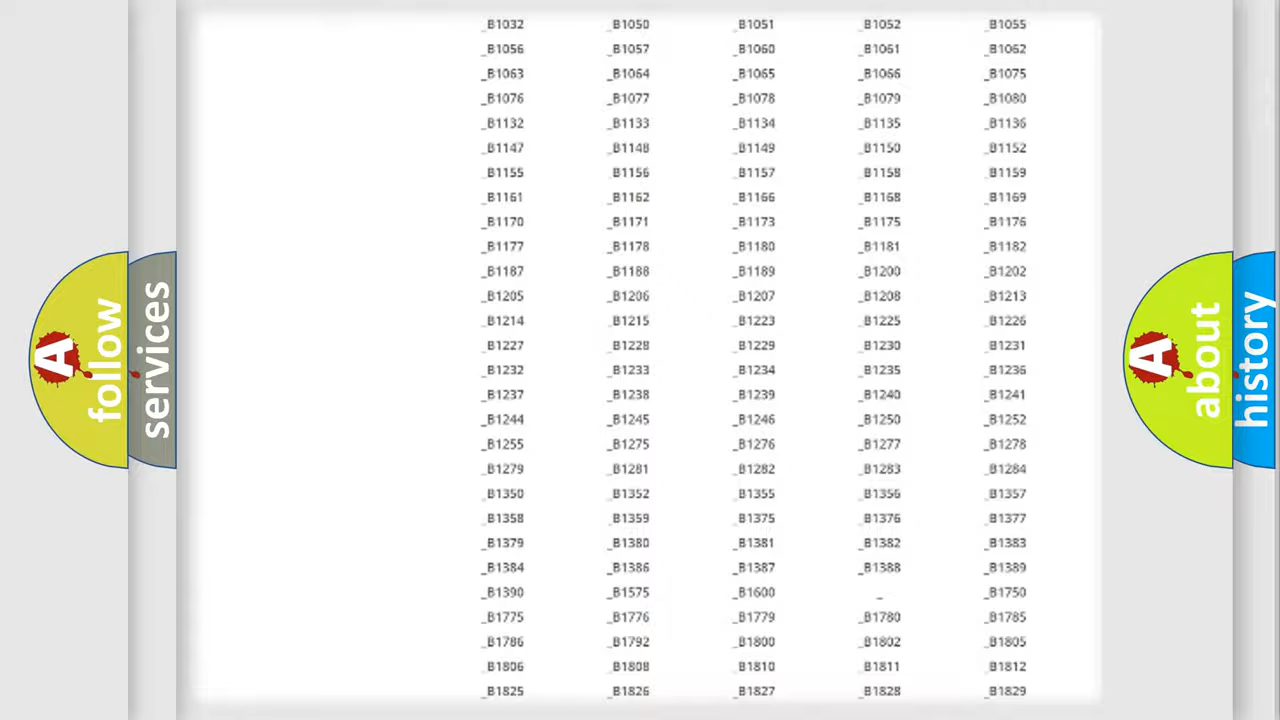 _B1032 _B1050 _B1051 _B1052 _B1055
_B1056 _B1057 _B1060 _B1061 _B1062
_B1063 _B1064 _B1065 _B1066 _B1075
_B1076 _B1077 _B1078 _B1079 _B1080
_B1132 _B1133 _B1134 _B1135 _B1136
_B1147 _B1148 _B1149 _B1150 _B1152
_B1155 _B1156 _B1157 _B1158 _B1159
_B1161 _B1162 _B1166 _B1168 _B1169
_B1170 _B1171 _B1173 _B1175 _B1176
_B1177 _B1178 _B1180 _B1181 _B1182
_B1187 _B1188 _B1189 _B1200 _B1202
_B1205 _B1206 _B1207 _B1208 _B1213
_B1214 _B1215 _B1223 _B1225 _B1226
_B1227 _B1228 _B1229 _B1230 _B1231
_B1232 _B1233 _B1234 _B1235 _B1236
_B1237 _B1238 _B1239 _B1240 _B1241
_B1244 _B1245 _B1246 _B1250 _B1252
_B1255 _B1275 _B1276 _B1277 _B1278
_B1279 _B1281 _B1282 _B1283 _B1284
_B1350 _B1352 _B1355 _B1356 _B1357
_B1358 _B1359 _B1375 _B1376 _B1377
_B1379 _B1380 _B1381 _B1382 _B1383
_B1384 _B1386 _B1387 _B1388 _B1389
_B1390 _B1575 _B1600 _ _B1750
_B1775 _B1776 _B1779 _B1780 _B1785
_B1786 _B1792 _B1800 _B1802 _B1805
_B1806 _B1808 _B1810 _B1811 _B1812
_B1825 _B1826 _B1827 _B1828 _B1829
A
follow
services
A
about
history